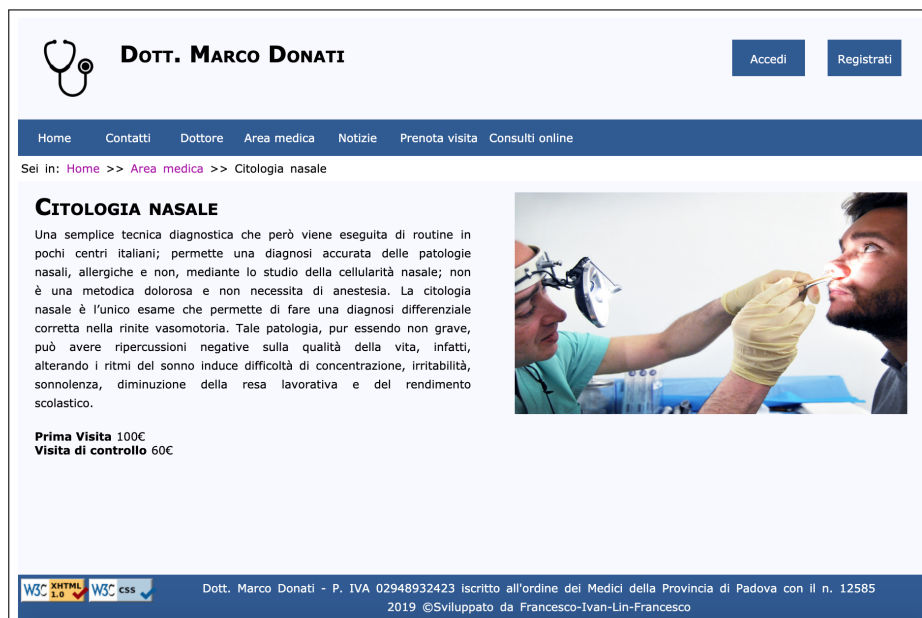 Dott. Marco Donati
Accedi
Registrati
Home Contatti Dottore Area medica Notizie Prenota visita Consulti online
Sei in: Home >> Area medica >> Citologia nasale
Citologia nasale
Una semplice tecnica diagnostica che però viene eseguita di routine in
pochi centri italiani; permette una diagnosi accurata delle patologie
nasali, allergiche e non, mediante lo studio della cellularità nasale; non
è una metodica dolorosa e non necessita di anestesia. La citologia
nasale è l'unico esame che permette di fare una diagnosi differenziale
corretta nella rinite vasomotoria. Tale patologia, pur essendo non grave,
può avere ripercussioni negative sulla qualità della vita, infatti,
alterando i ritmi del sonno induce difficoltà di concentrazione, irritabilità,
sonnolenza, diminuzione della resa lavorativa e del rendimento
scolastico.
Prima Visita 100€
Visita di controllo 60€
W3C XHTML 1.0
W3C css
Dott. Marco Donati - P. IVA 02948932423 iscritto all'ordine dei Medici della Provincia di Padova con il n. 12585
2019 ©Sviluppato da Francesco-Ivan-Lin-Francesco